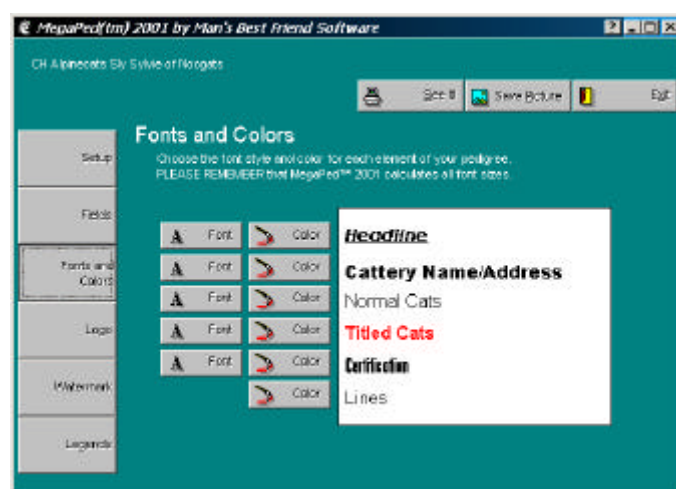 MegaPed(tm) 2001 by Man's Best Friend Software
CH Alpinecats Sly Sylvie of Nopgats
See It Save Picture Exit
Fonts and Colors
Choose the font style and color for each element of your pedigree.
PLEASE REMEMBER that MegaPed™ 2001 calculates all font sizes.
Setup
Fields
Fonts and
Colors
Logo
Watermark
Legends
Font Color Headline
Font Color Cattery Name/Address
Font Color Normal Cats
Font Color Titled Cats
Font Color Certification
Color Lines